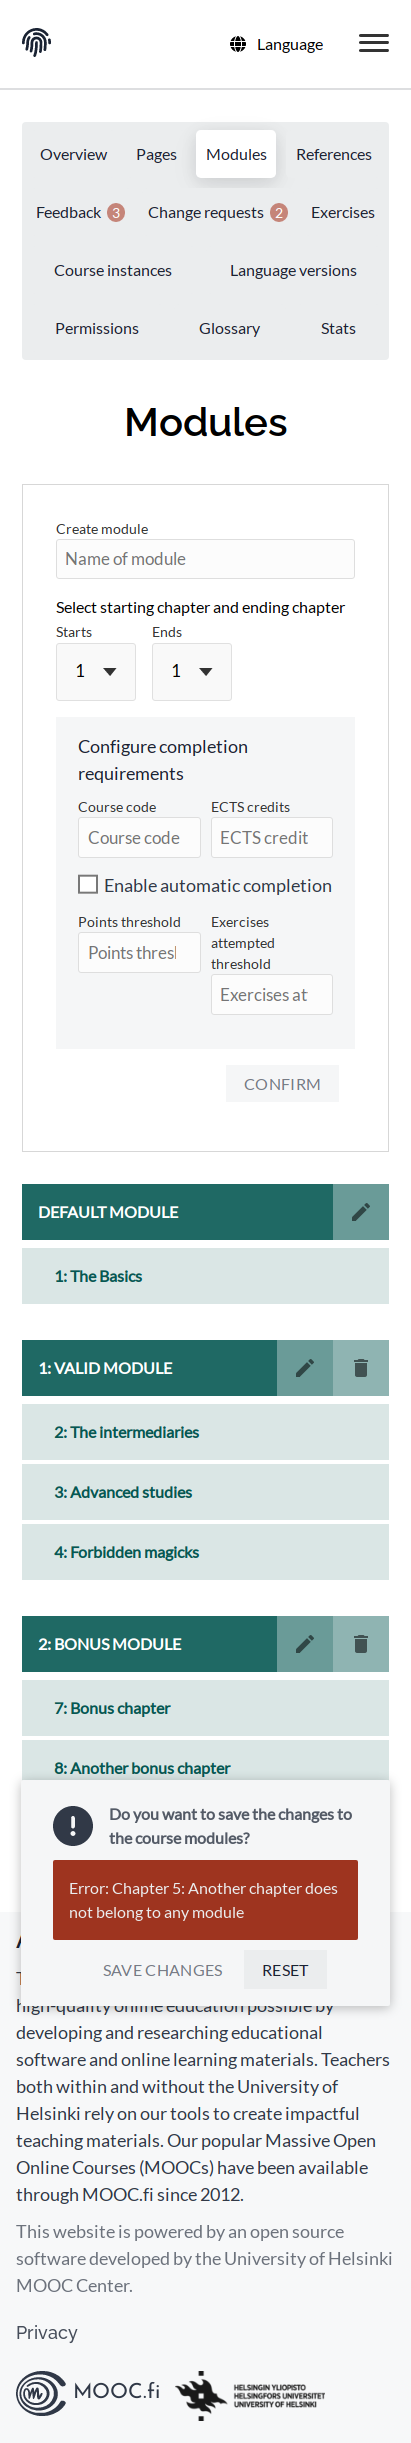 Language
Overview Pages Modules References
Feedback 3 Change requests 2 Exercises
Course instances Language versions
Permissions Glossary Stats
Modules
Create module
Name of module
Select starting chapter and ending chapter
Starts Ends
1 1
Configure completion
requirements
Course code ECTS credits
Course code ECTS credit
Enable automatic completion
Points threshold Exercises
attempted
threshold
Points thresl
Exercises at
CONFIRM
DEFAULT MODULE
1: The Basics
1: VALID MODULE
2: The intermediaries
3: Advanced studies
4: Forbidden magicks
2: BONUS MODULE
7: Bonus chapter
8: Another bonus chapter
Do you want to save the changes to
the course modules?
Error: Chapter 5: Another chapter does
not belong to any module
SAVE CHANGES RESET
high-quality online education possible by
developing and researching educational
software and online learning materials. Teachers
both within and without the University of
Helsinki rely on our tools to create impactful
teaching materials. Our popular Massive Open
Online Courses (MOOCs) have been available
through MOOC.fi since 2012.
This website is powered by an open source
software developed by the University of Helsinki
MOOC Center.
Privacy
MOOC.fi
HELSINGIN YLIOPISTO
HELSINGFORS UNIVERSITET
UNIVERSITY OF HELSINKI